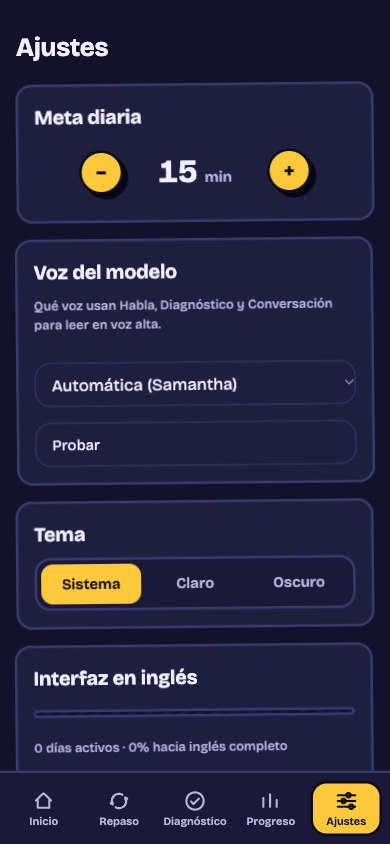 Ajustes
Meta diaria
-
15 min
+
Voz del modelo
Qué voz usan Habla, Diagnóstico y Conversación
para leer en voz alta.
Automática (Samantha)
Probar
Tema
Sistema
Claro
Oscuro
Interfaz en inglés
0 días activos · 0% hacia inglés completo
Inicio
Repaso
Diagnóstico
Progreso
Ajustes